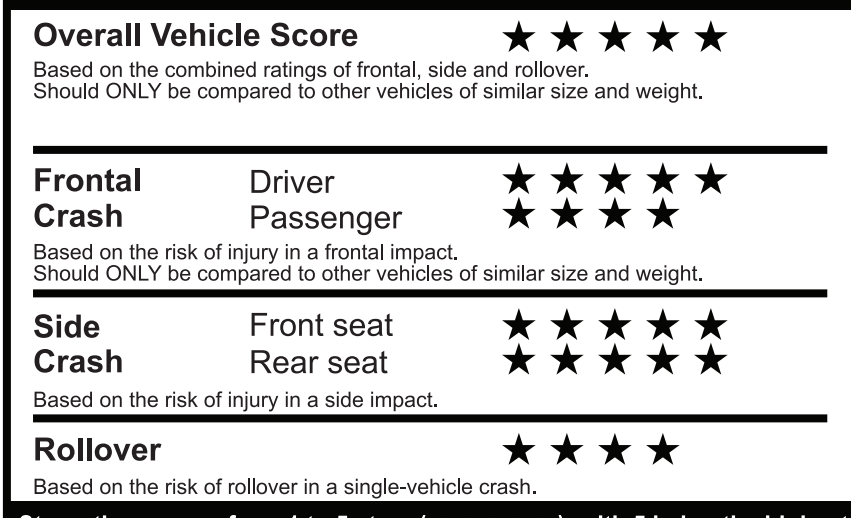 Overall Vehicle Score ★ ★ ★ ★ ★
Based on the combined ratings of frontal, side and rollover.
Should ONLY be compared to other vehicles of similar size and weight.
Frontal Driver ★ ★ ★ ★ ★
Crash Passenger ★ ★ ★ ★
Based on the risk of injury in a frontal impact.
Should ONLY be compared to other vehicles of similar size and weight.
Side Front seat ★ ★ ★ ★ ★
Crash Rear seat ★ ★ ★ ★ ★
Based on the risk of injury in a side impact.
Rollover ★ ★ ★ ★
Based on the risk of rollover in a single-vehicle crash.